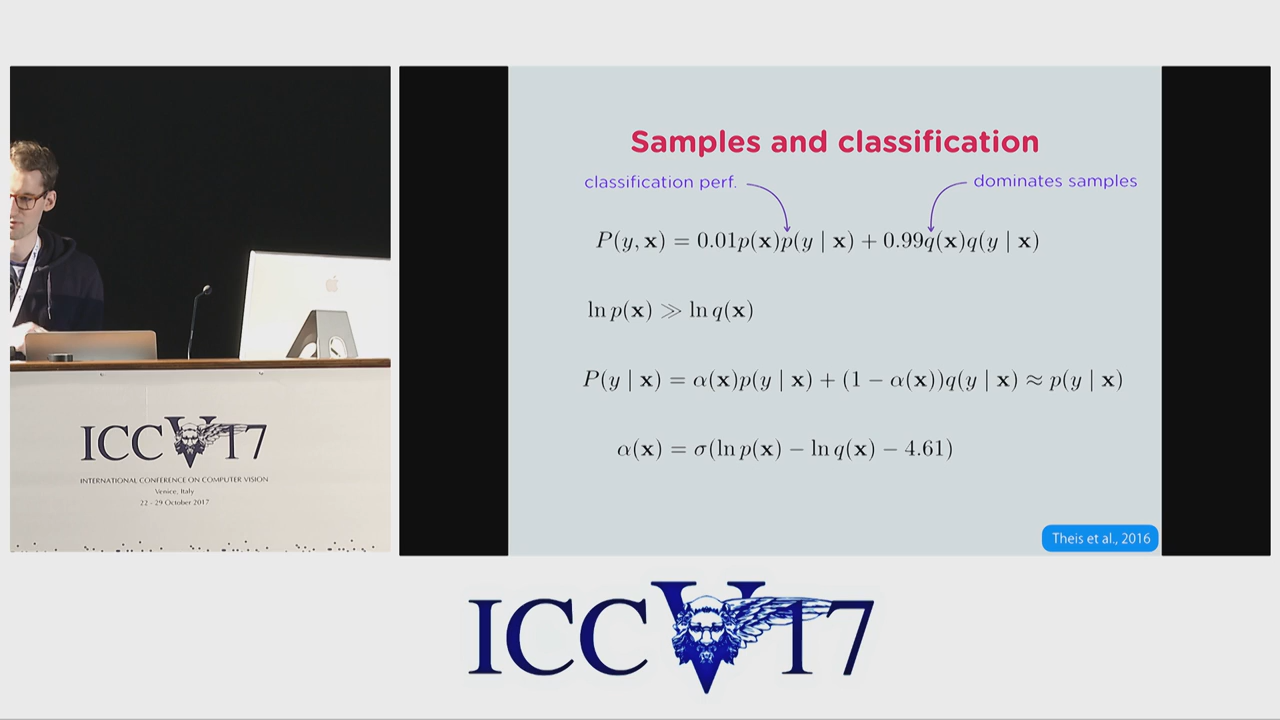 Samples and classification
classification perf.
dominates samples
P(y, x) = 0.01p(x)p(y | x) + 0.99q(x)q(y | x)
ln p(x) ≫ ln q(x)
P(y | x) = α(x)p(y | x) + (1 − α(x))q(y | x) ≈ p(y | x)
α(x) = σ(ln p(x) − ln q(x) − 4.61)
Theis et al., 2016
ICCV17
INTERNATIONAL CONFERENCE ON COMPUTER VISION
Venice, Italy
22 - 29 October 2017
ICCV17